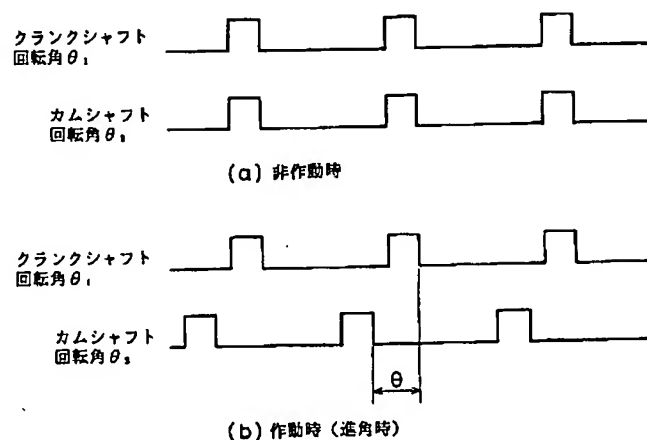 クランクシャフト
回転角θ₁
カムシャフト
回転角θ₂
(a) 非作動時
クランクシャフト
回転角θ₁
カムシャフト
回転角θ₂
θ
(b) 作動時（進角時）